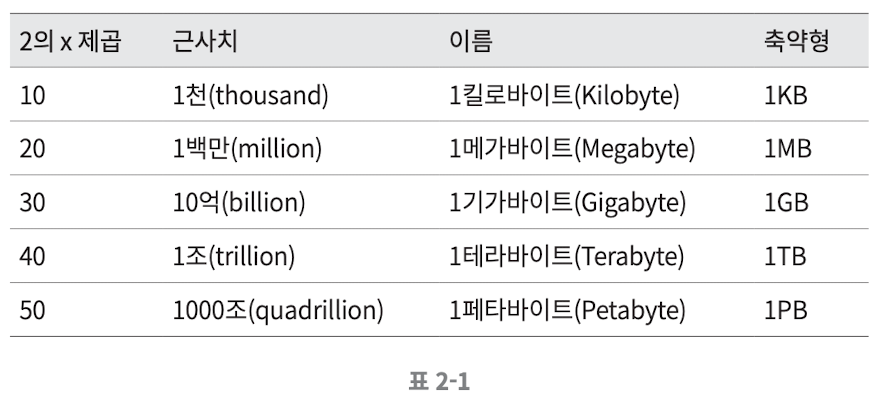 2의 x 제곱 근사치 이름 축약형
10 1천(thousand) 1킬로바이트(Kilobyte) 1KB
20 1백만(million) 1메가바이트(Megabyte) 1MB
30 10억(billion) 1기가바이트(Gigabyte) 1GB
40 1조(trillion) 1테라바이트(Terabyte) 1TB
50 1000조(quadrillion) 1페타바이트(Petabyte) 1PB
표 2-1